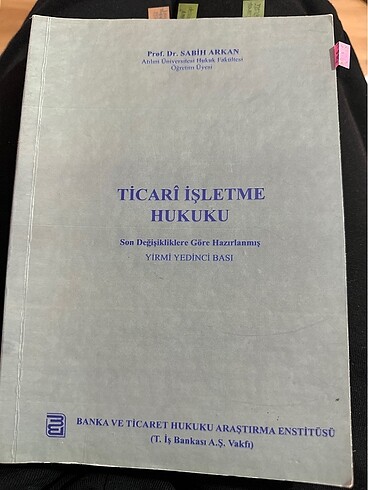 Prof. Dr. SABİH ARKAN
Atılım Üniversitesi Hukuk Fakültesi
Öğretim Üyesi
TİCARÎ İŞLETME
HUKUKU
Son Değişikliklere Göre Hazırlanmış
YİRMİ YEDİNCİ BASI
BANKA VE TİCARET HUKUKU ARAŞTIRMA ENSTİTÜSÜ
(T. İş Bankası A.Ş. Vakfı)